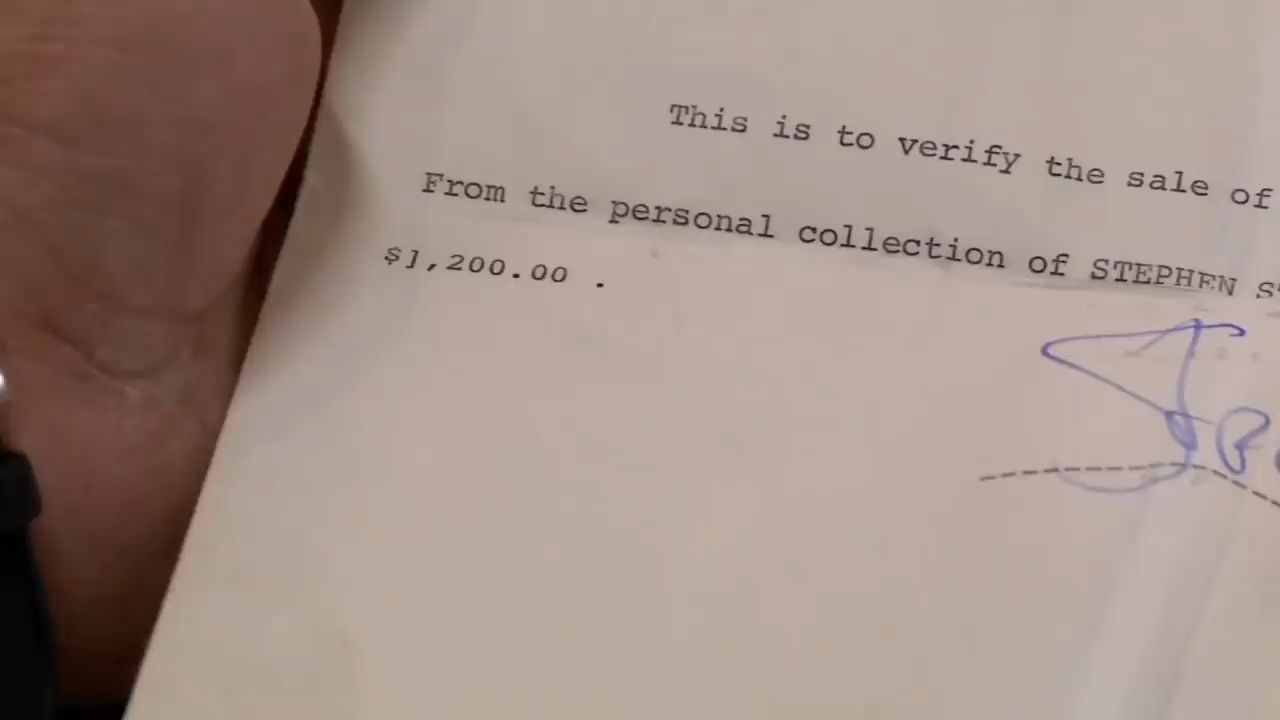 This is to verify the sale of
From the personal collection of STEPHEN
$1,200.00 .